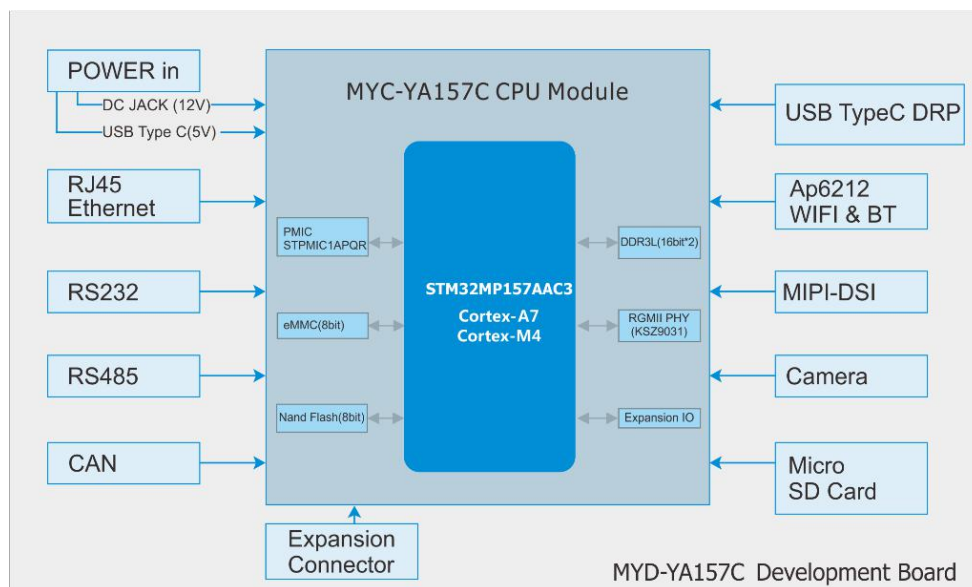 POWER in
DC JACK (12V)
USB Type C(5V)
RJ45
Ethernet
RS232
RS485
CAN
MYC-YA157C CPU Module
PMIC
STPMIC1APQR
eMMC(8bit)
Nand Flash(8bit)
STM32MP157AAC3
Cortex-A7
Cortex-M4
DDR3L(16bit*2)
RGMII PHY
(KSZ9031)
Expansion IO
USB TypeC DRP
Ap6212
WIFI & BT
MIPI-DSI
Camera
Micro
SD Card
Expansion
Connector
MYD-YA157C Development Board